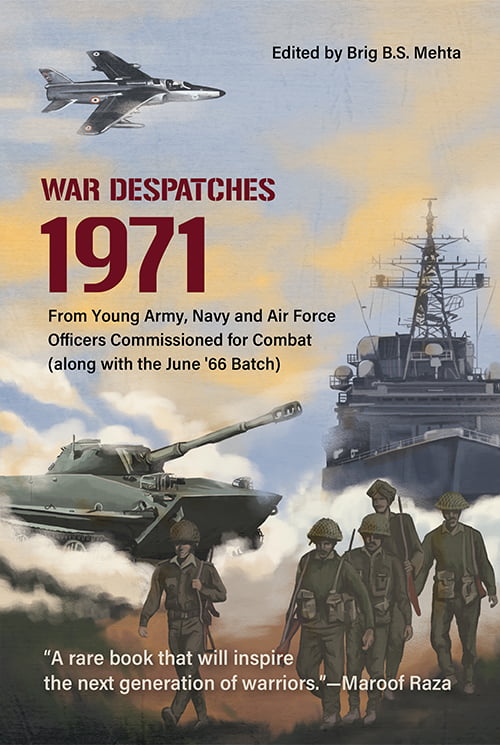 Edited by Brig B.S. Mehta
WAR DESPATCHES
1971
From Young Army, Navy and Air Force
Officers Commissioned for Combat
(along with the June '66 Batch)
“A rare book that will inspire
the next generation of warriors.”—Maroof Raza